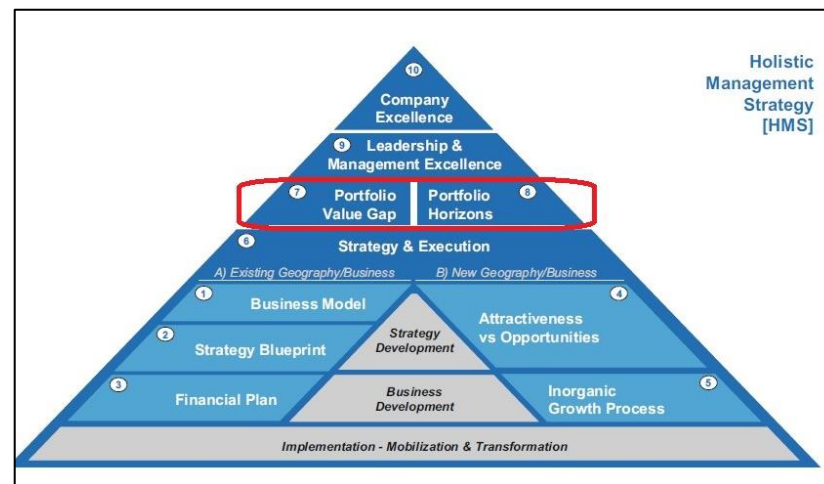 Holistic
Management
Strategy
[HMS]
10
Company
Excellence
9
Leadership &
Management Excellence
7
Portfolio
Value Gap
Portfolio
Horizons
8
6
Strategy & Execution
A) Existing Geography/Business
B) New Geography/Business
1
Business Model
2
Strategy Blueprint
3
Financial Plan
Strategy
Development
Business
Development
4
Attractiveness
vs Opportunities
5
Inorganic
Growth Process
Implementation - Mobilization & Transformation